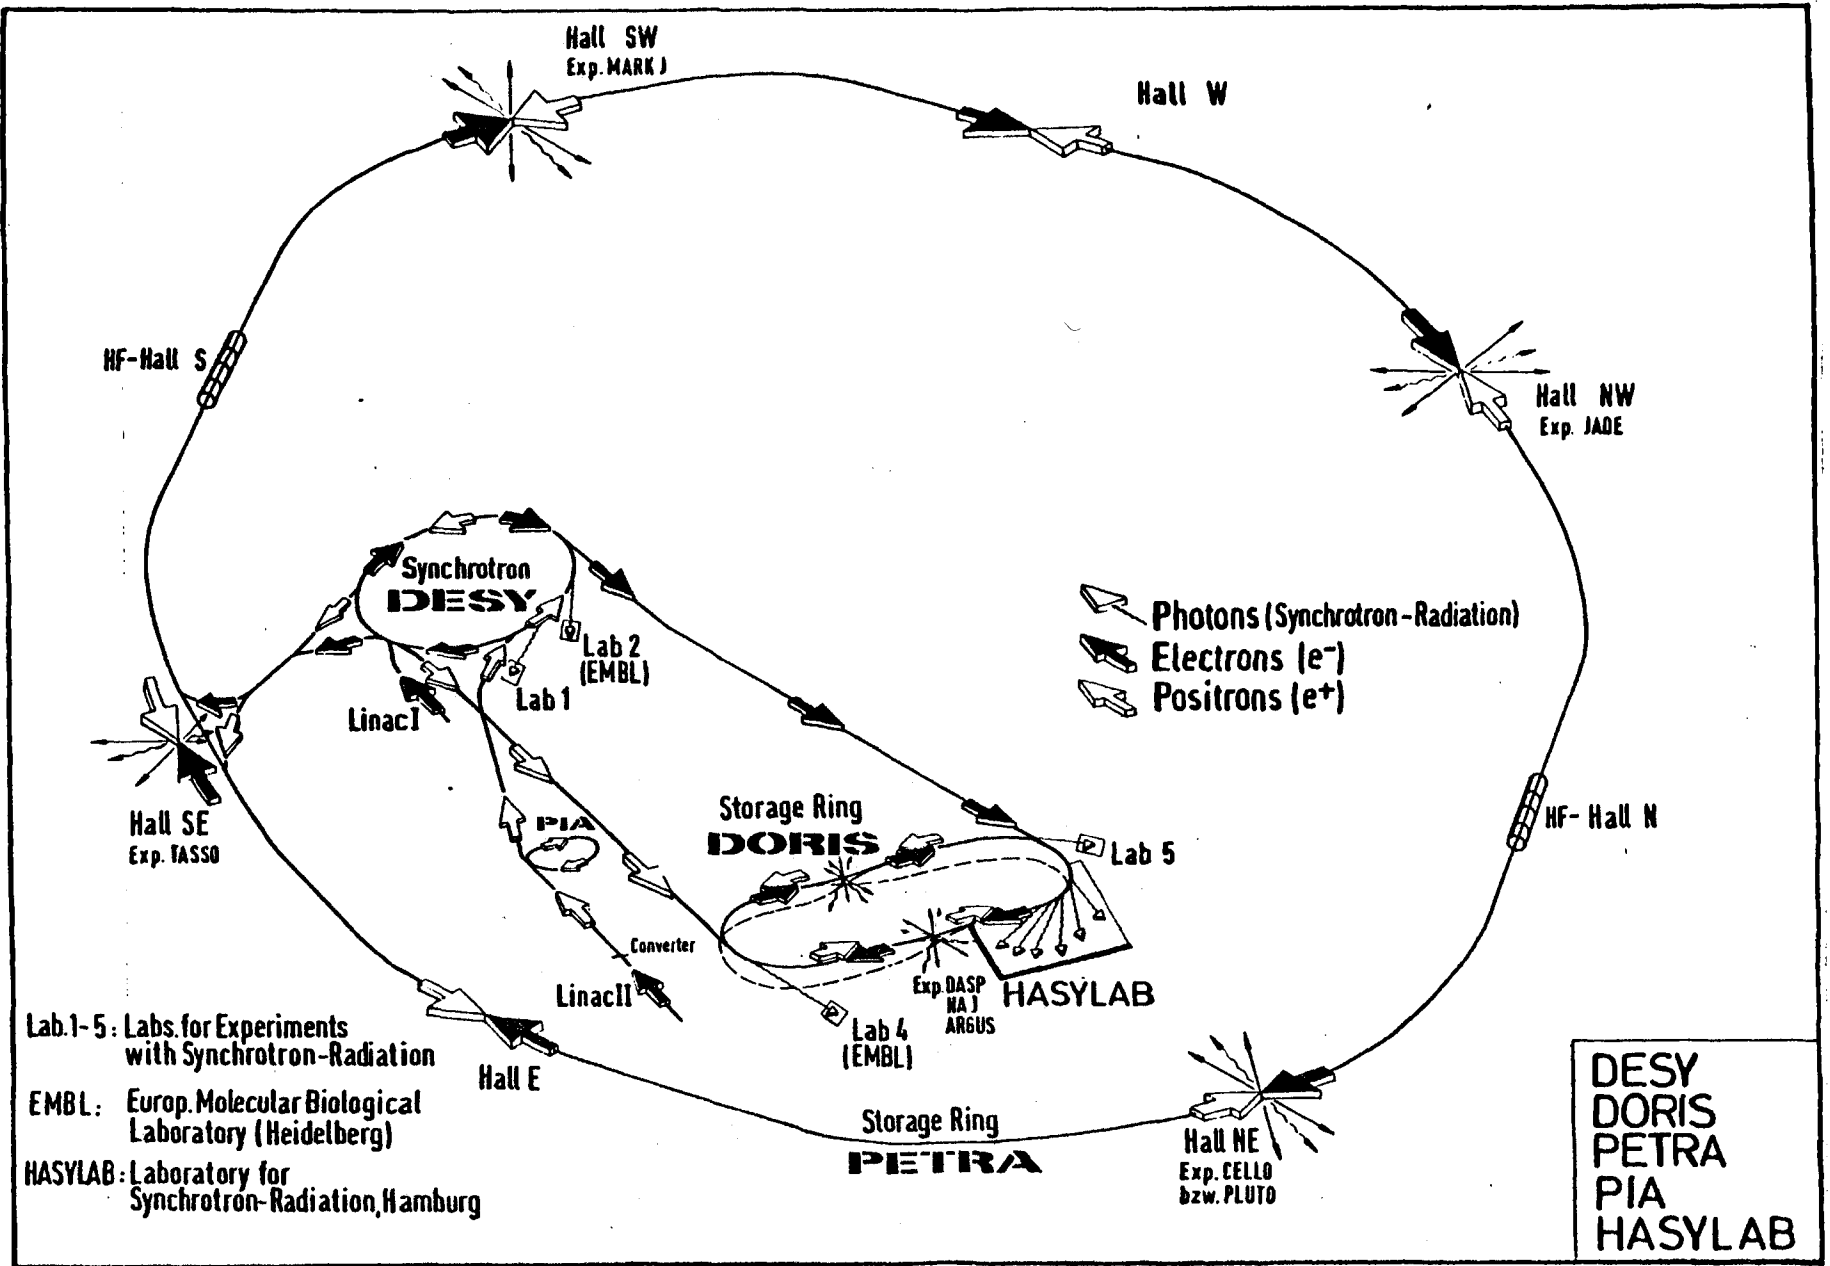 Hall SW
Exp. MARK J
Hall W
HF-Hall S
Hall NW
Exp. JADE
Synchrotron
DESY
Lab 2
(EMBL)
Lab 1
Linac I
Photons (Synchrotron-Radiation)
Electrons (e⁻)
Positrons (e⁺)
Hall SE
Exp. TASSO
PIA
Storage Ring
DORIS
Lab 5
HF-Hall N
Converter
Linac II
Exp. DASP
NA J
ARGUS
HASYLAB
Lab 4
(EMBL)
Hall E
Storage Ring
PETRA
Hall NE
Exp. CELLO
bzw. PLUTO
Lab.1-5: Labs. for Experiments
with Synchrotron-Radiation
EMBL: Europ. Molecular Biological
Laboratory (Heidelberg)
HASYLAB: Laboratory for
Synchrotron-Radiation, Hamburg
DESY
DORIS
PETRA
PIA
HASYLAB